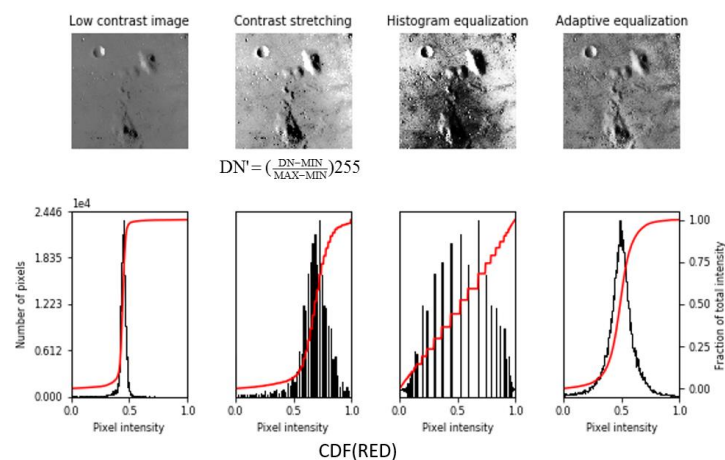 Low contrast image
Contrast stretching
Histogram equalization
Adaptive equalization
DN' = (DN−MIN/MAX−MIN)255
1e4
2.446
1.835
1.223
0.612
0.000
Number of pixels
0.0 0.5 1.0
Pixel intensity
0.0 0.5 1.0
Pixel intensity
0.0 0.5 1.0
Pixel intensity
0.0 0.5 1.0
Pixel intensity
1.00
0.75
0.50
0.25
0.00
Fraction of total intensity
CDF(RED)